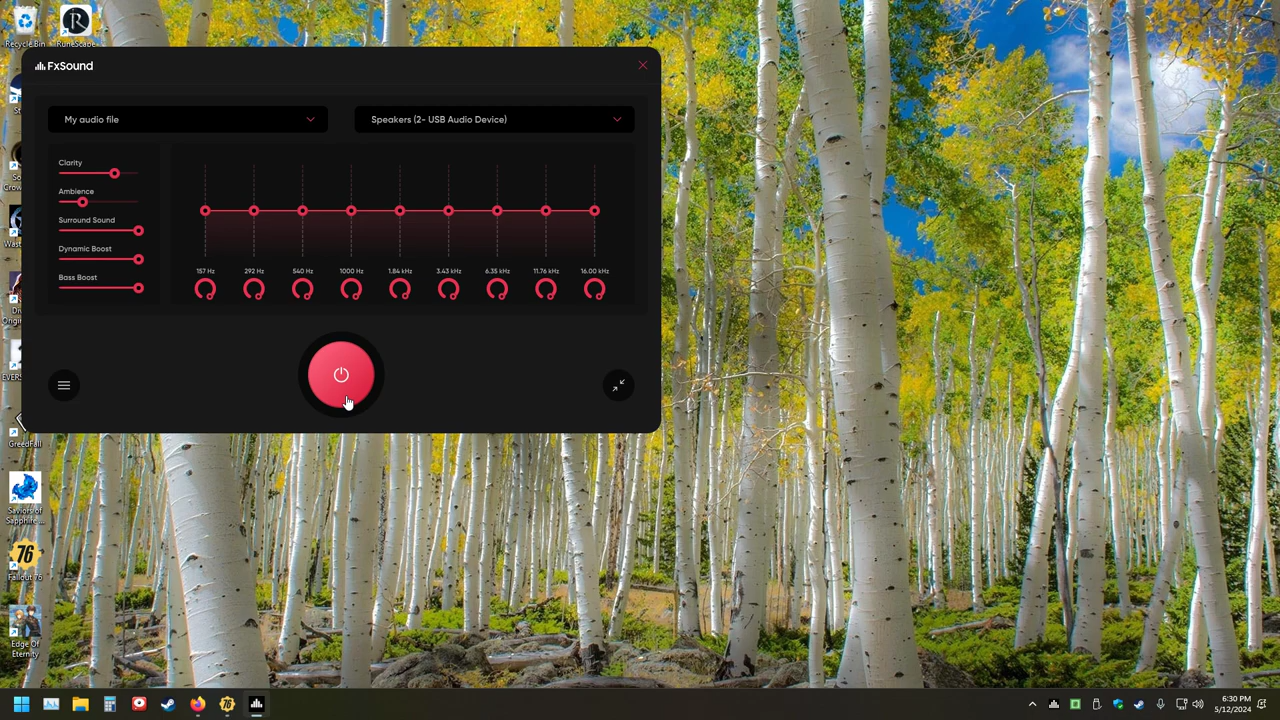 Recycle Bin
RuneScape
FxSound
My audio file
Speakers (2- USB Audio Device)
Clarity
Ambience
Surround Sound
Dynamic Boost
Bass Boost
157 Hz
292 Hz
540 Hz
1000 Hz
1.84 kHz
3.43 kHz
6.35 kHz
11.76 kHz
16.00 kHz
GreedFall
Saviors of
Sapphire ...
76
Fallout 76
Edge Of
Eternity
76
6:30 PM
5/12/2024